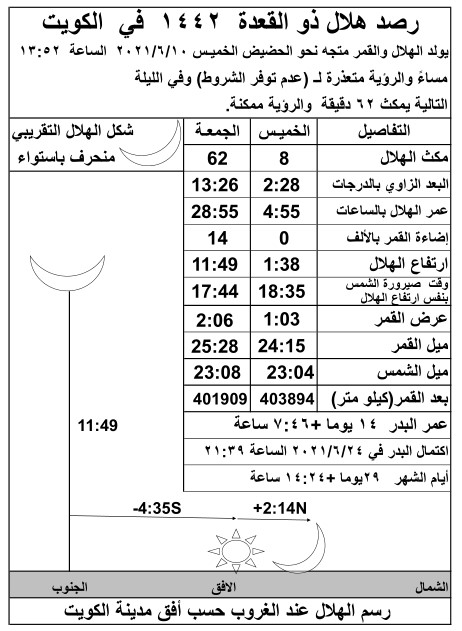 رصد هلال ذو القعدة ١٤٤٢ في الكويت
يولد الهلال والقمر متجه نحو الحضيض الخميس ٢٠٢١/٦/١٠ الساعة ١٣:٥٢
مساءً والرؤية متعذرة لـ (عدم توفر الشروط) وفي الليلة
التالية يمكث ٦٢ دقيقة والرؤية ممكنة.
التفاصيل الخميس الجمعة
شكل الهلال التقريبي
منحرف باستواء
مكث الهلال 8 62
البعد الزاوي بالدرجات 2:28 13:26
عمر الهلال بالساعات 4:55 28:55
إضاءة القمر بالألف 0 14
ارتفاع الهلال 1:38 11:49
وقت صيرورة الشمس
بنفس ارتفاع الهلال 18:35 17:44
عرض القمر 1:03 2:06
ميل القمر 24:15 25:28
ميل الشمس 23:04 23:08
بعد القمر(كيلو متر) 403894 401909
عمر البدر ١٤ يوما +٧:٤٦ ساعة
اكتمال البدر في ٢٠٢١/٦/٢٤ الساعة ٢١:٣٩
أيام الشهر ٢٩يوما +١٤:٢٤ ساعة
11:49
-4:35S +2:14N
الشمال الافق الجنوب
رسم الهلال عند الغروب حسب أفق مدينة الكويت